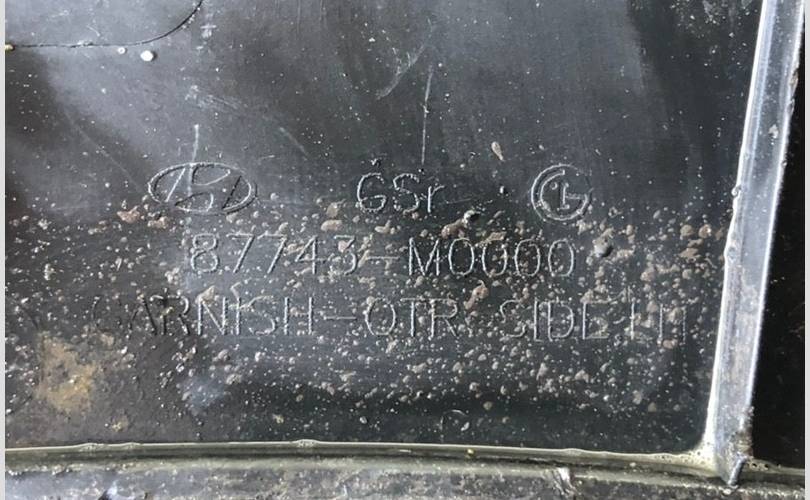 GSr
87743-M0000
GARNISH-OTR SIDE LH